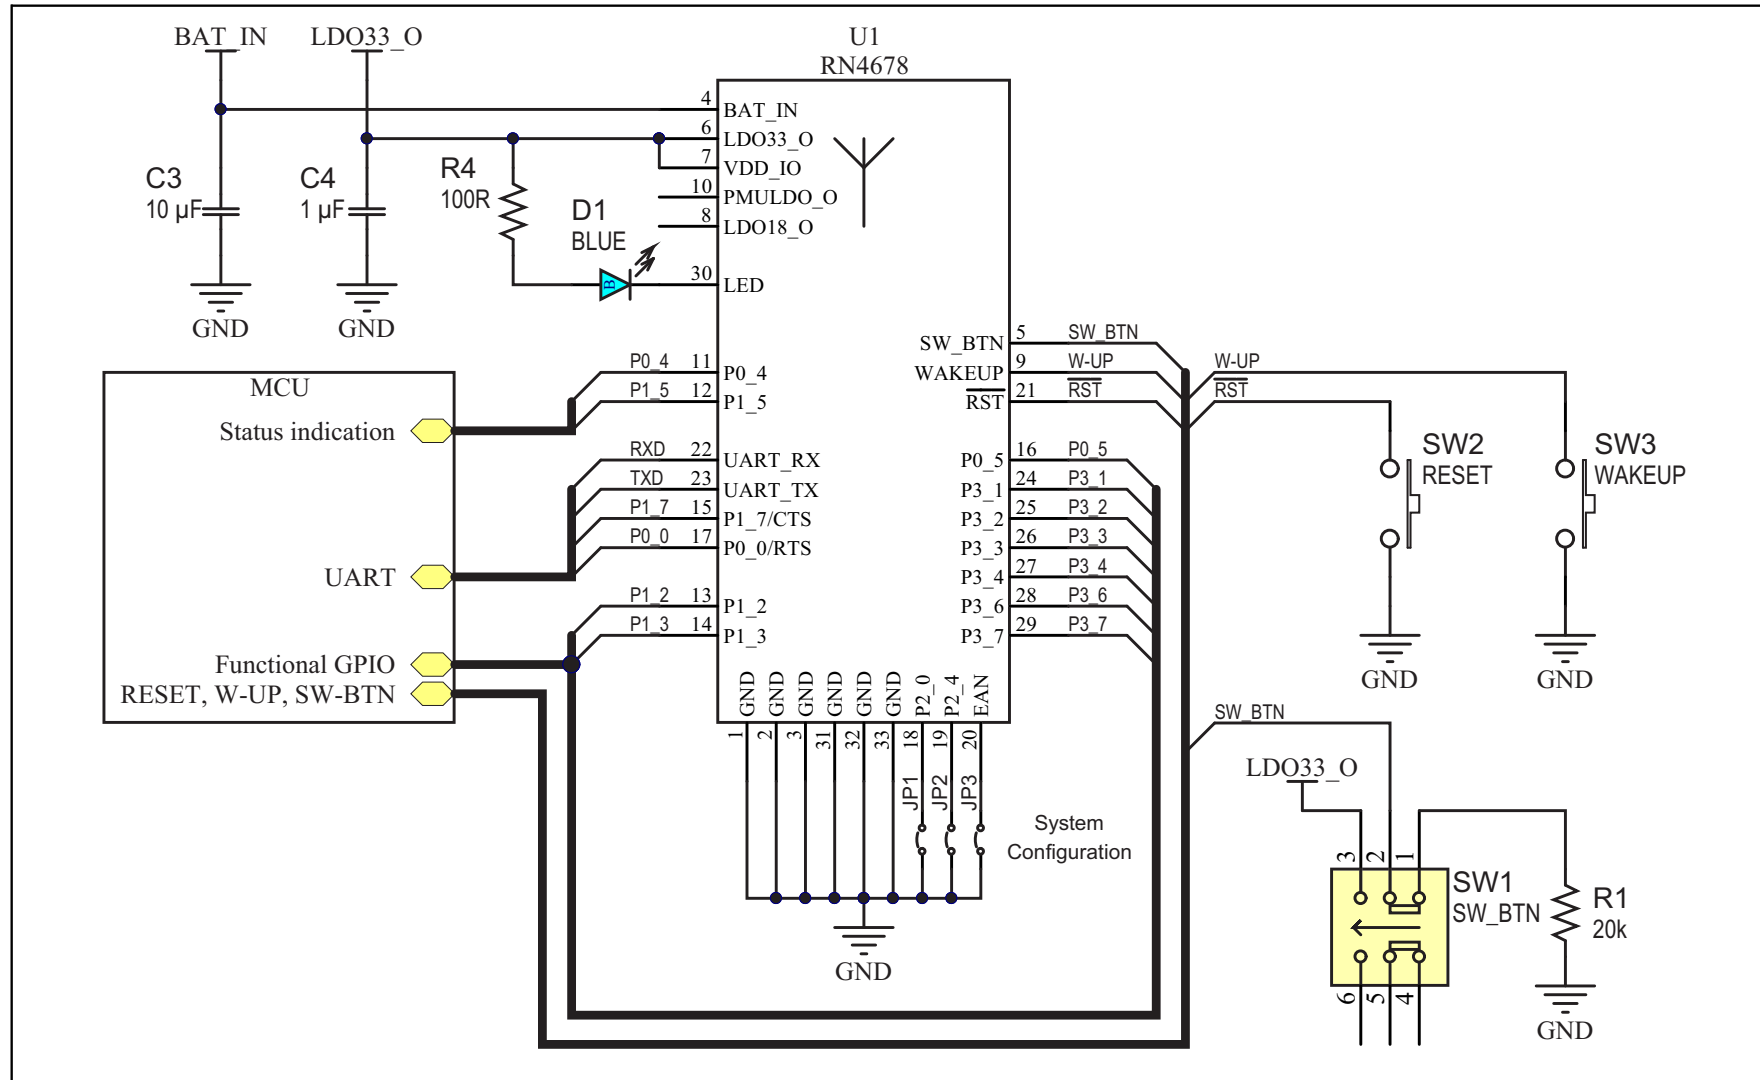 BAT_IN
LDO33_O
U1
RN4678
4
BAT_IN
6
LDO33_O
7
VDD_IO
10
PMULDO_O
8
LDO18_O
30
LED
C3
10 µF
C4
1 µF
R4
100R
D1
BLUE
B
GND
GND
MCU
Status indication
UART
Functional GPIO
RESET, W-UP, SW-BTN
P0_4
11
P0_4
P1_5
12
P1_5
RXD
22
UART_RX
TXD
23
UART_TX
P1_7
15
P1_7/CTS
P0_0
17
P0_0/RTS
P1_2
13
P1_2
P1_3
14
P1_3
SW_BTN
5
SW_BTN
WAKEUP
9
W-UP
RST
21
RST
P0_5
16
P0_5
P3_1
24
P3_1
P3_2
25
P3_2
P3_3
26
P3_3
P3_4
27
P3_4
P3_6
28
P3_6
P3_7
29
P3_7
W-UP
RST
SW2
RESET
SW3
WAKEUP
GND
GND
GND
GND
GND
GND
GND
GND
P2_0
P2_4
EAN
1
2
3
31
32
33
18
19
20
JP1
JP2
JP3
System
Configuration
GND
SW_BTN
LDO33_O
3
2
1
SW1
SW_BTN
R1
20k
6
5
4
GND